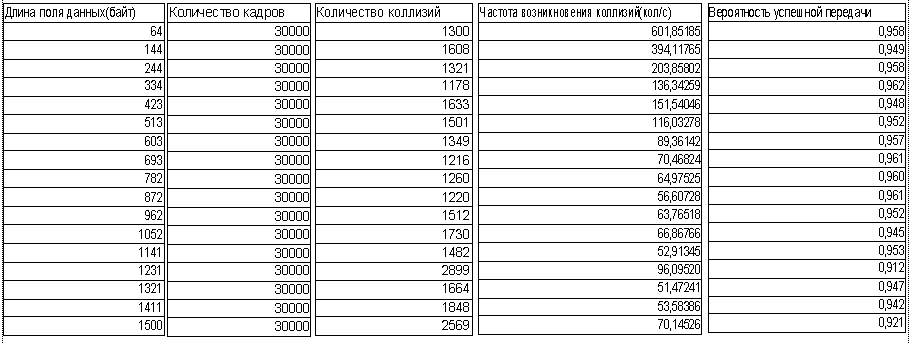 Длина поля данных(байт) Количество кадров Количество коллизий Частота возникновения коллизий(кол/с) Вероятность успешной передачи
64 30000 1300 601,85185 0,958
144 30000 1608 394,11765 0,949
244 30000 1321 203,85802 0,958
334 30000 1178 136,34259 0,962
423 30000 1633 151,54046 0,948
513 30000 1501 116,03278 0,952
603 30000 1349 89,36142 0,957
693 30000 1216 70,46824 0,961
782 30000 1260 64,97525 0,960
872 30000 1220 56,60728 0,961
962 30000 1512 63,76518 0,952
1052 30000 1730 66,86766 0,945
1141 30000 1482 52,91345 0,953
1231 30000 2899 96,09520 0,912
1321 30000 1664 51,47241 0,947
1411 30000 1848 53,58386 0,942
1500 30000 2569 70,14526 0,921